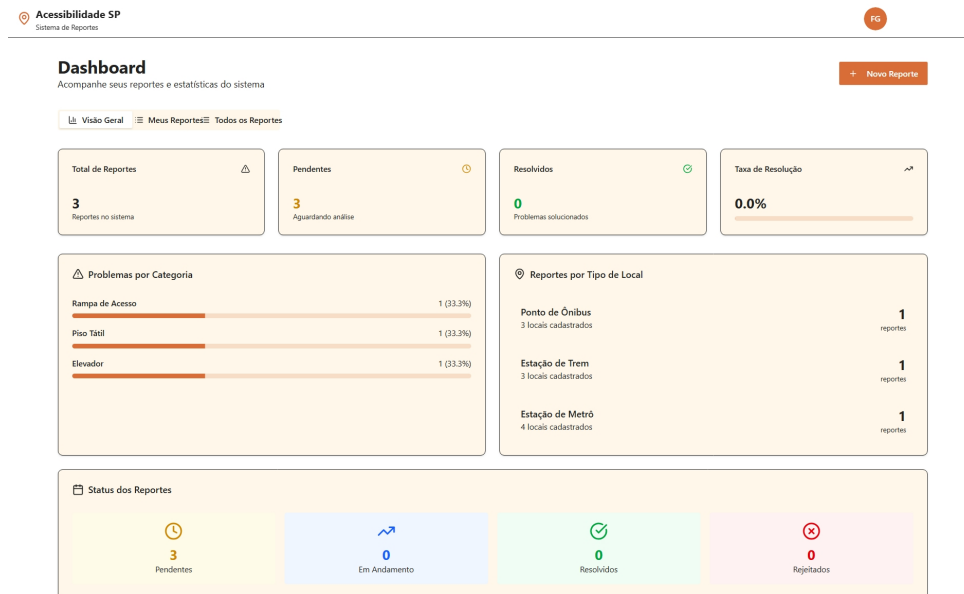 Acessibilidade SP
Sistema de Reportes
FG
Dashboard
Acompanhe seus reportes e estatísticas do sistema
+ Novo Reporte
Visão Geral Meus Reportes Todos os Reportes
Total de Reportes
3
Reportes no sistema
Pendentes
3
Aguardando análise
Resolvidos
0
Problemas solucionados
Taxa de Resolução
0.0%
Problemas por Categoria
Rampa de Acesso 1 (33.3%)
Piso Tátil 1 (33.3%)
Elevador 1 (33.3%)
Reportes por Tipo de Local
Ponto de Ônibus
3 locais cadastrados
1
reportes
Estação de Trem
3 locais cadastrados
1
reportes
Estação de Metrô
4 locais cadastrados
1
reportes
Status dos Reportes
3
Pendentes
0
Em Andamento
0
Resolvidos
0
Rejeitados